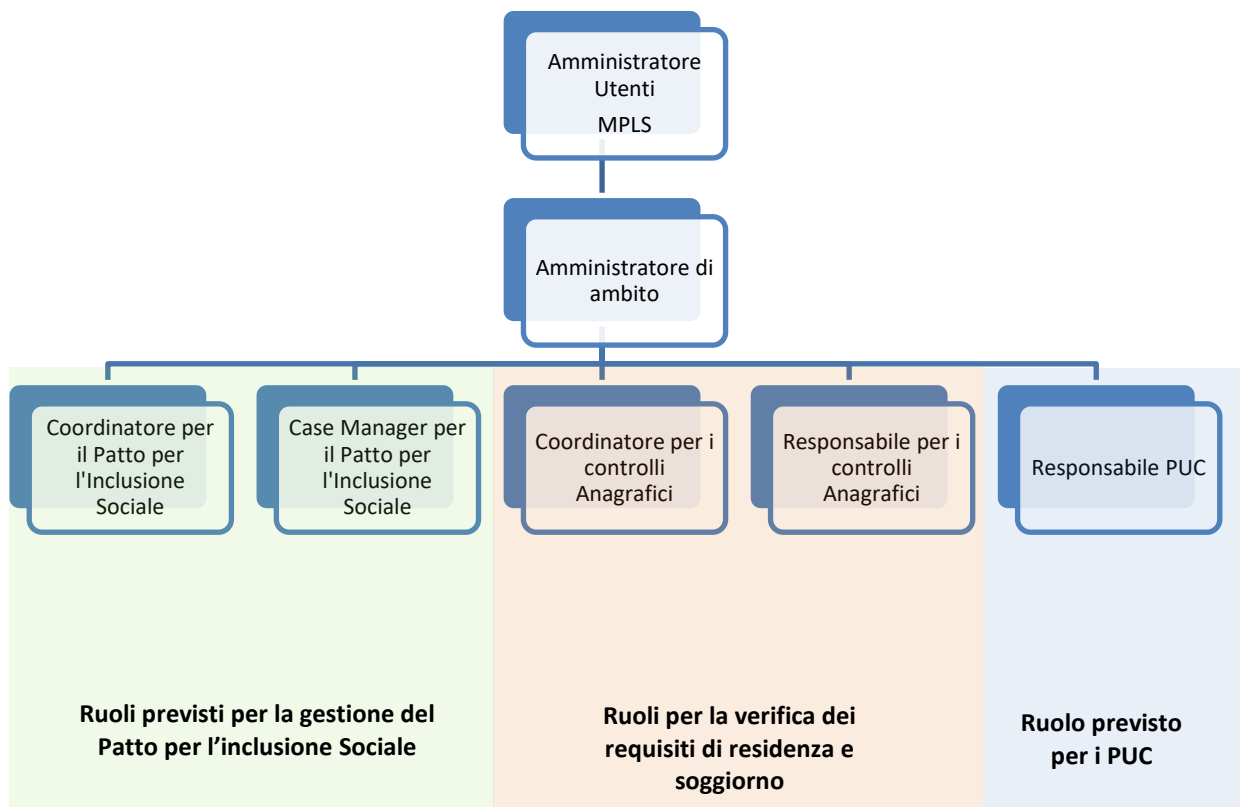 Amministratore
Utenti
MPLS
Amministratore di
ambito
Coordinatore per
il Patto per
l'Inclusione
Sociale
Case Manager per
il Patto per
l'Inclusione
Sociale
Coordinatore per i
controlli
Anagrafici
Responsabile per i
controlli
Anagrafici
Responsabile PUC
Ruoli previsti per la gestione del
Patto per l’inclusione Sociale
Ruoli per la verifica dei
requisiti di residenza e
soggiorno
Ruolo previsto
per i PUC